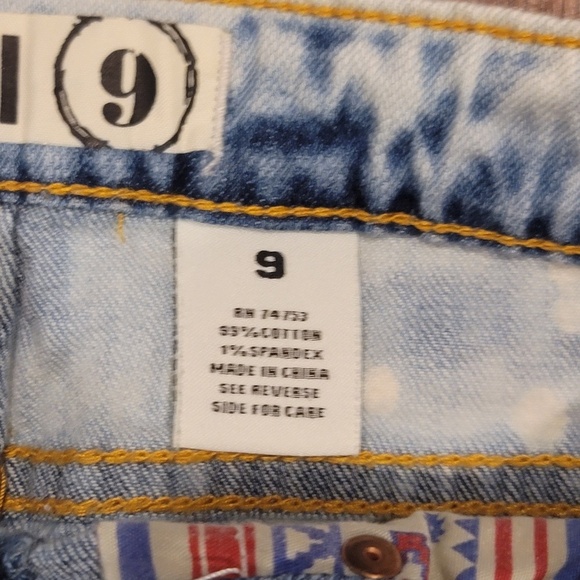 9
9
RN 74753
99% COTTON
1% SPANDEX
MADE IN CHINA
SEE REVERSE
SIDE FOR CARE